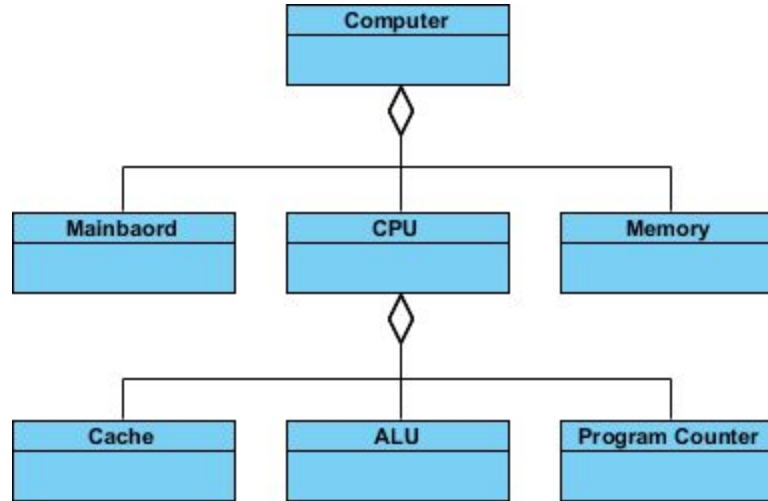 Computer
Mainbaord
CPU
Memory
Cache
ALU
Program Counter